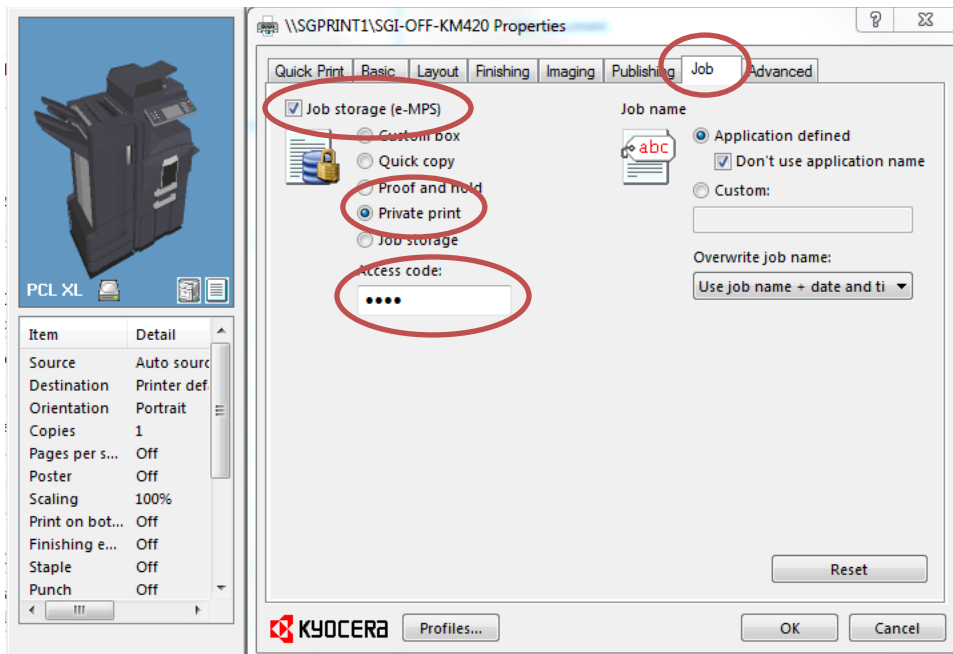 \\SGPRINT1\SGI-OFF-KM420 Properties
Quick Print Basic Layout Finishing Imaging Publishing Job Advanced
Job storage (e-MPS)
Custom box
Quick copy
Proof and hold
Private print
Job storage
Access code:
••••
Job name
abc
Application defined
Don't use application name
Custom:
Overwrite job name:
Use job name + date and ti
PCL XL
Item Detail
Source Auto sourc
Destination Printer def
Orientation Portrait
Copies 1
Pages per s... Off
Poster Off
Scaling 100%
Print on bot... Off
Finishing e... Off
Staple Off
Punch Off
Reset
KYOCERA Profiles... OK Cancel